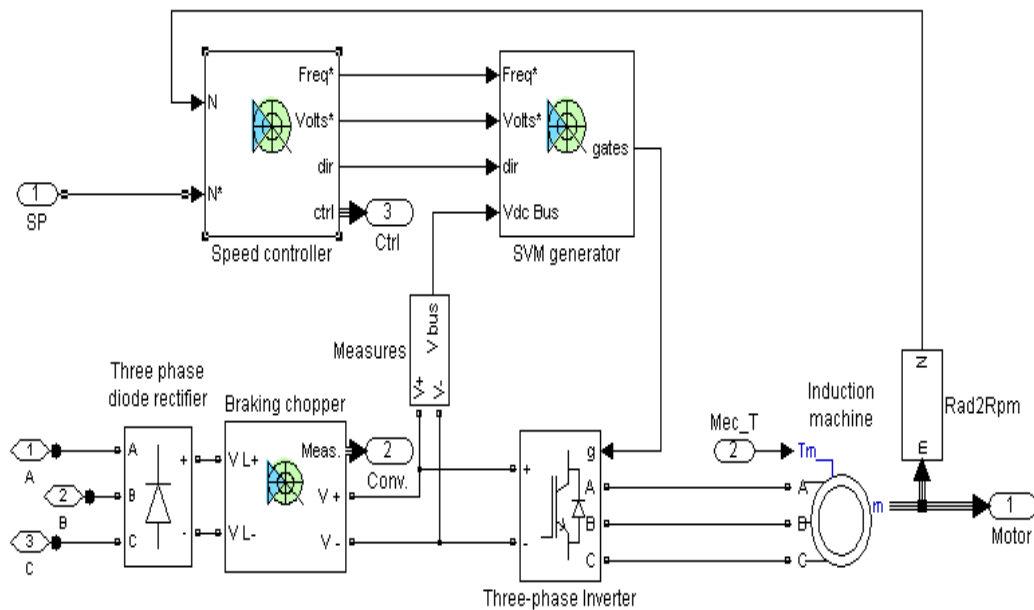 Freq*
N
Volts*
dir
N*
ctrl
Speed controller
1
SP
3
Ctrl
Freq*
Volts*
gates
dir
Vdc Bus
SVM generator
V bus
V+
V-
Measures
N
m
Rad2Rpm
Three phase
diode rectifier
A
B
C
+
-
1
A
2
B
3
C
Braking chopper
V L+
V L-
Meas.
V +
V -
2
Conv.
g
+
-
A
B
C
Three-phase Inverter
Mec_T
2
Induction
machine
Tm
A
B
C
m
1
Motor